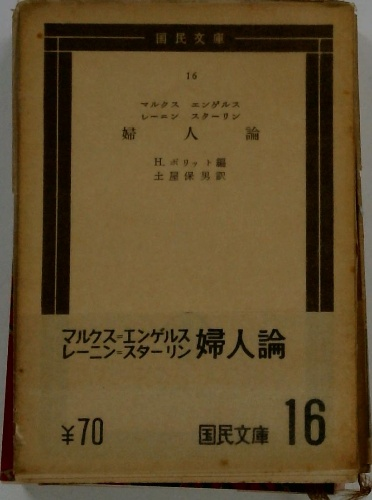 国民文庫
16
マルクス エンゲルス
レーニン スターリン
婦人論
H. ポリット編
土屋保男訳
マルクス=エンゲルス
レーニン=スターリン 婦人論
¥70 国民文庫 16